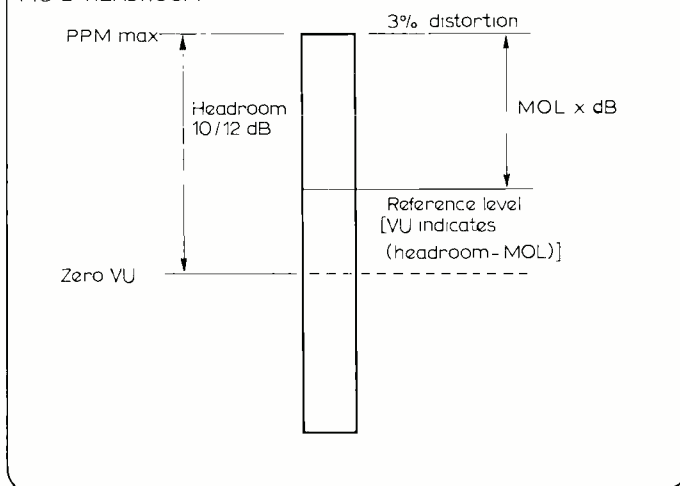 PPM max
3% distortion
Headroom
10/12 dB
MOL x dB
Reference level
[VU indicates
(headroom-MOL)]
Zero VU